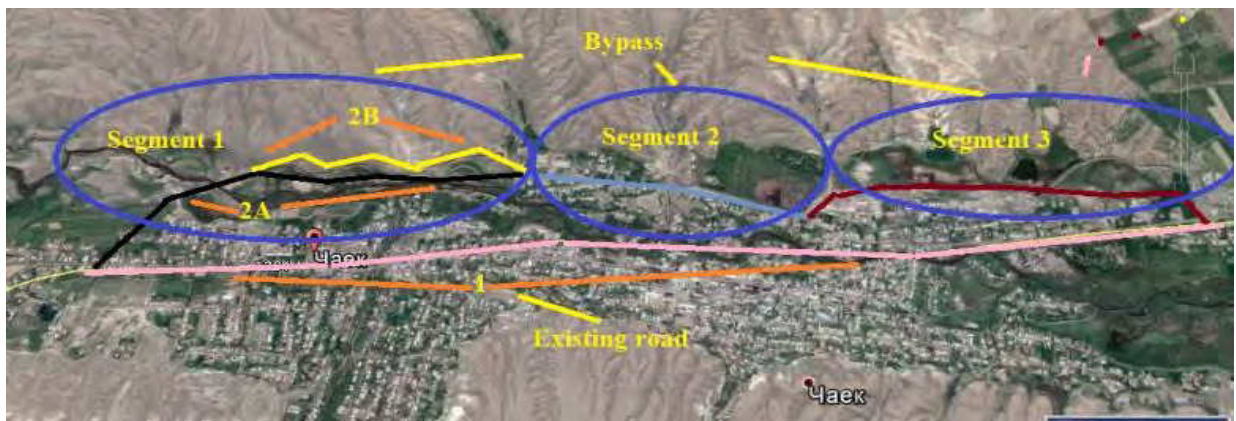 Bypass
2B
Segment 1
Segment 2
Segment 3
2A
Чаек
1
Existing road
Чаек